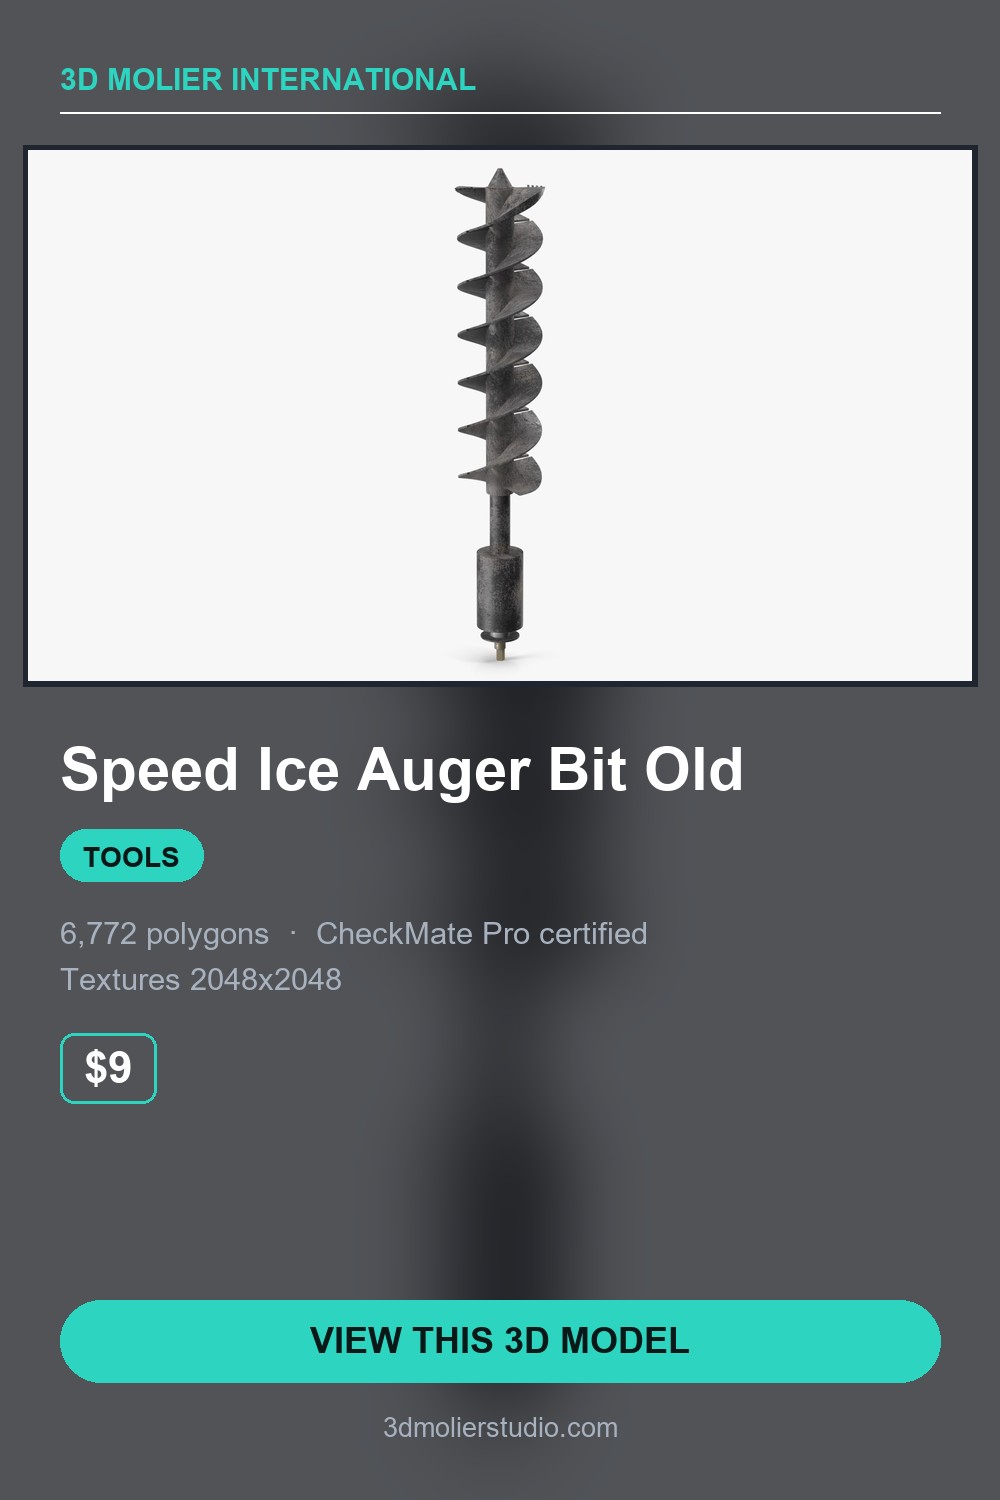 3D MOLIER INTERNATIONAL
Speed Ice Auger Bit Old
TOOLS
6,772 polygons · CheckMate Pro certified
Textures 2048x2048
$9
VIEW THIS 3D MODEL
3dmolierstudio.com